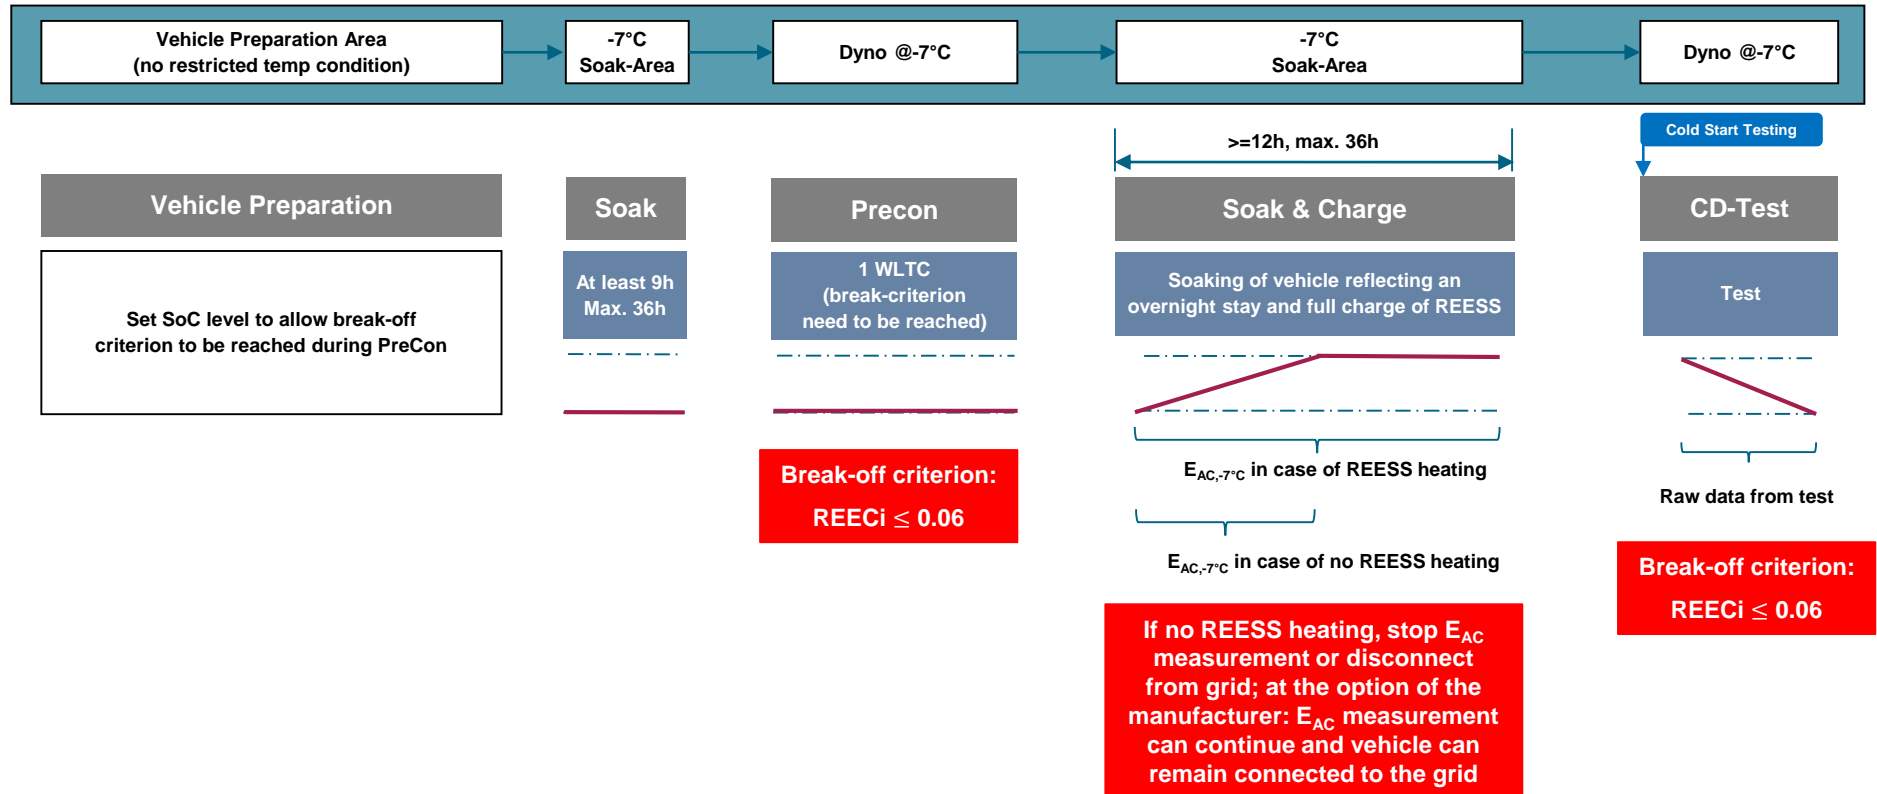 Vehicle Preparation Area
(no restricted temp condition)
-7°C
Soak-Area
Dyno @-7°C
-7°C
Soak-Area
Dyno @-7°C
Cold Start Testing
>=12h, max. 36h
Vehicle Preparation
Soak
Precon
Soak & Charge
CD-Test
Set SoC level to allow break-off
criterion to be reached during PreCon
At least 9h
Max. 36h
1 WLTC
(break-criterion
need to be reached)
Soaking of vehicle reflecting an
overnight stay and full charge of REESS
Test
Break-off criterion:
REECi ≤ 0.06
EAC,-7°C in case of REESS heating
EAC,-7°C in case of no REESS heating
If no REESS heating, stop EAC
measurement or disconnect
from grid; at the option of the
manufacturer: EAC measurement
can continue and vehicle can
remain connected to the grid
Raw data from test
Break-off criterion:
REECi ≤ 0.06